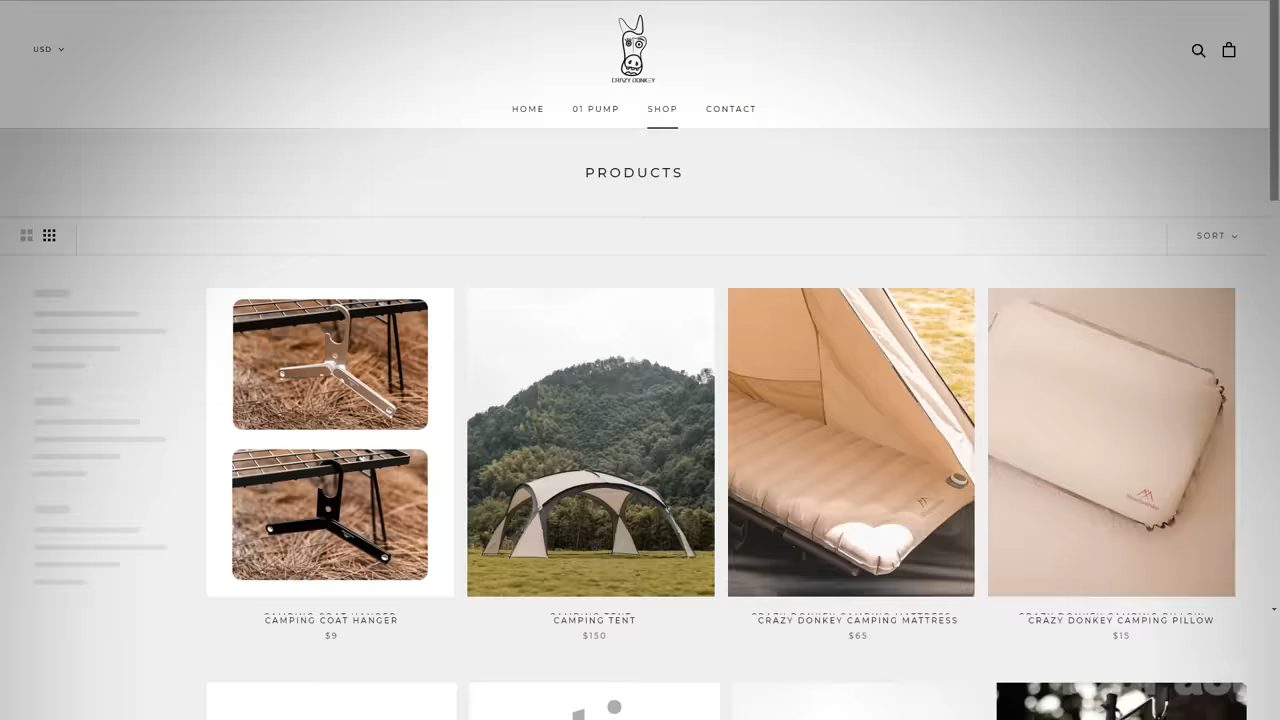 USD
CRAZY DONKEY
HOME
01 PUMP
SHOP
CONTACT
PRODUCTS
SORT
CAMPING COAT HANGER
$9
CAMPING TENT
$150
CRAZY DONKEY CAMPING MATTRESS
$65
CRAZY DONKEY CAMPING PILLOW
$15